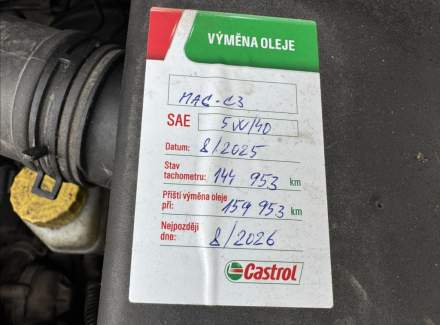 VÝMĚNA OLEJE
MAC-C3
SAE 5W/40
Datum: 8/2025
Stav
tachometru: 144 953 km
Příští výměna oleje
při: 159 953 km
Nejpozději
dne: 8/2026
Castrol